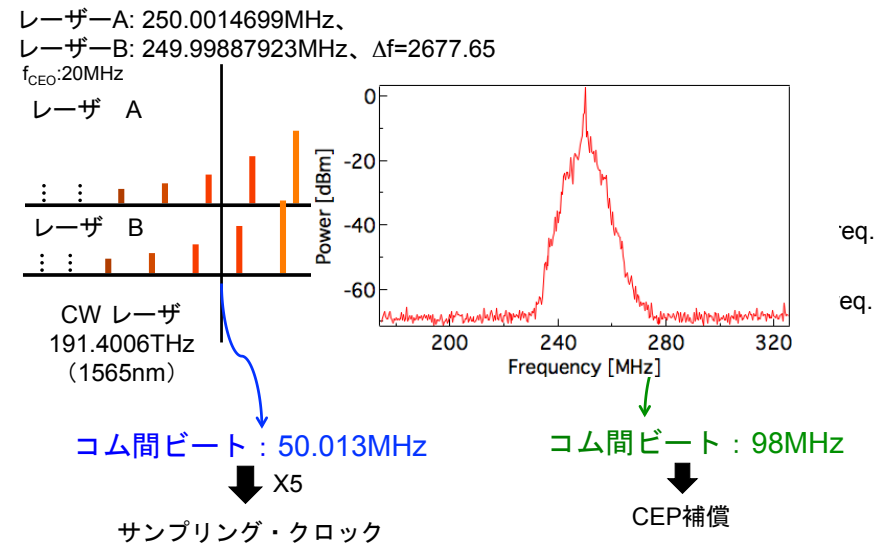 レーザーA: 250.0014699MHz、
レーザーB: 249.99887923MHz、Δf=2677.65
fCEO:20MHz
レーザ A
レーザ B
CW レーザ
191.4006THz
（1565nm）
Power [dBm]
0
-20
-40
-60
200
240
280
320
Frequency [MHz]
req.
eq.
コム間ビート：50.013MHz
X5
サンプリング・クロック
コム間ビート：98MHz
CEP補償